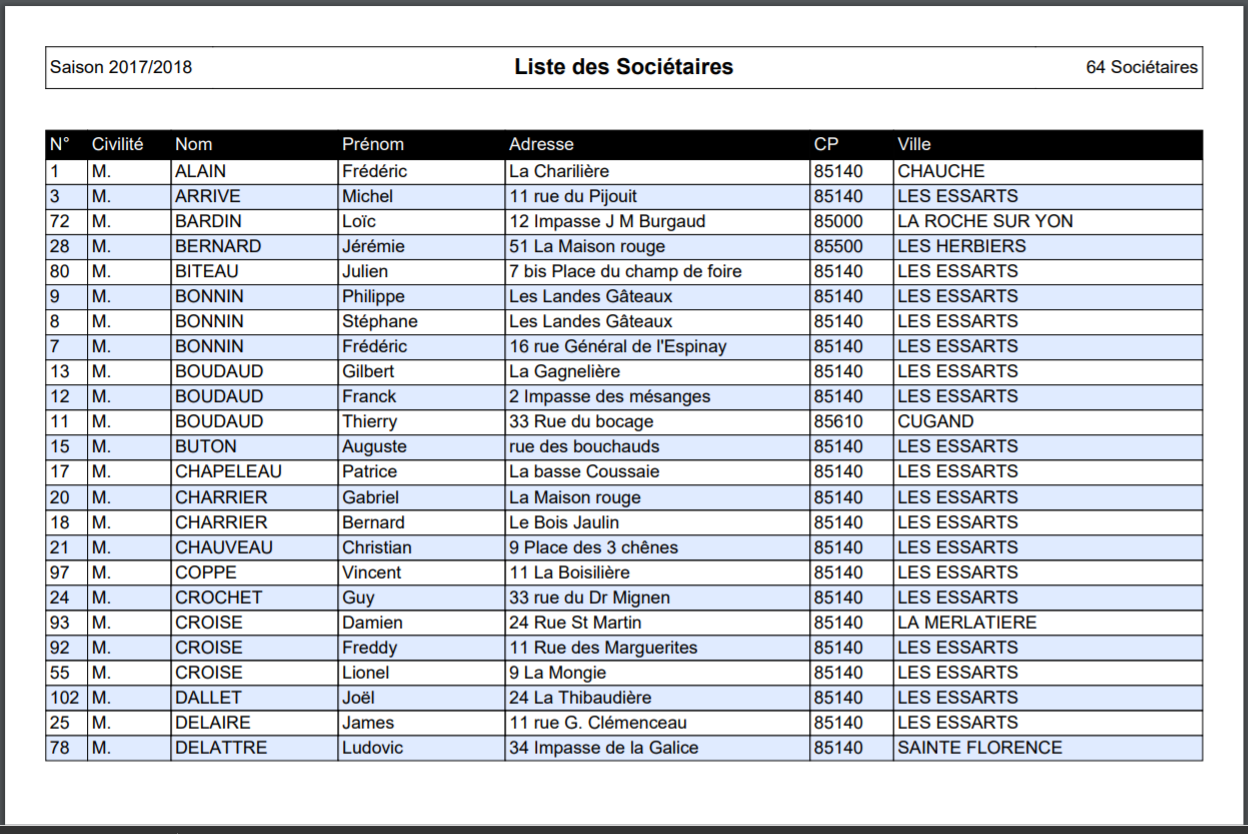 Saison 2017/2018 Liste des Sociétaires 64 Sociétaires
N° Civilité Nom Prénom Adresse CP Ville
1 M. ALAIN Frédéric La Charilière 85140 CHAUCHE
3 M. ARRIVE Michel 11 rue du Pijouit 85140 LES ESSARTS
72 M. BARDIN Loïc 12 Impasse J M Burgaud 85000 LA ROCHE SUR YON
28 M. BERNARD Jérémie 51 La Maison rouge 85500 LES HERBIERS
80 M. BITEAU Julien 7 bis Place du champ de foire 85140 LES ESSARTS
9 M. BONNIN Philippe Les Landes Gâteaux 85140 LES ESSARTS
8 M. BONNIN Stéphane Les Landes Gâteaux 85140 LES ESSARTS
7 M. BONNIN Frédéric 16 rue Général de l'Espinay 85140 LES ESSARTS
13 M. BOUDAUD Gilbert La Gagnelière 85140 LES ESSARTS
12 M. BOUDAUD Franck 2 Impasse des mésanges 85140 LES ESSARTS
11 M. BOUDAUD Thierry 33 Rue du bocage 85610 CUGAND
15 M. BUTON Auguste rue des bouchauds 85140 LES ESSARTS
17 M. CHAPELEAU Patrice La basse Coussaie 85140 LES ESSARTS
20 M. CHARRIER Gabriel La Maison rouge 85140 LES ESSARTS
18 M. CHARRIER Bernard Le Bois Jaulin 85140 LES ESSARTS
21 M. CHAUVEAU Christian 9 Place des 3 chênes 85140 LES ESSARTS
97 M. COPPE Vincent 11 La Boisilière 85140 LES ESSARTS
24 M. CROCHET Guy 33 rue du Dr Mignen 85140 LES ESSARTS
93 M. CROISE Damien 24 Rue St Martin 85140 LA MERLATIERE
92 M. CROISE Freddy 11 Rue des Marguerites 85140 LES ESSARTS
55 M. CROISE Lionel 9 La Mongie 85140 LES ESSARTS
102 M. DALLET Joël 24 La Thibaudière 85140 LES ESSARTS
25 M. DELAIRE James 11 rue G. Clémenceau 85140 LES ESSARTS
78 M. DELATTRE Ludovic 34 Impasse de la Galice 85140 SAINTE FLORENCE